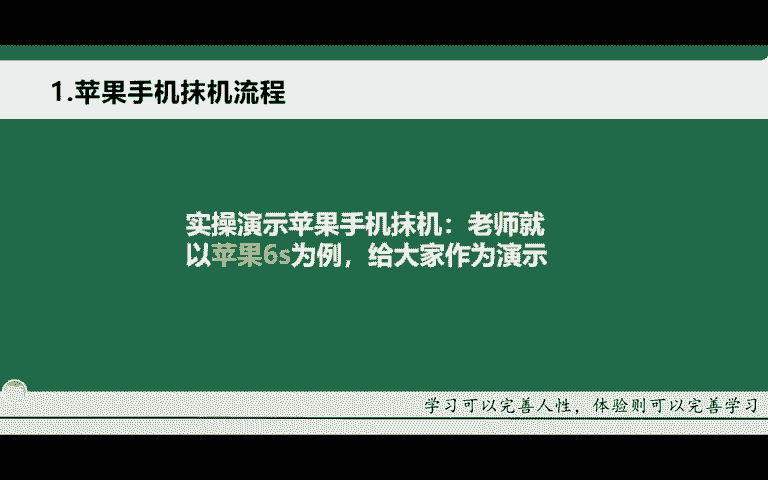 1.苹果手机抹机流程
实操演示苹果手机抹机：老师就
以苹果6s为例，给大家作为演示
学习可以完善人性，体验则可以完善学习